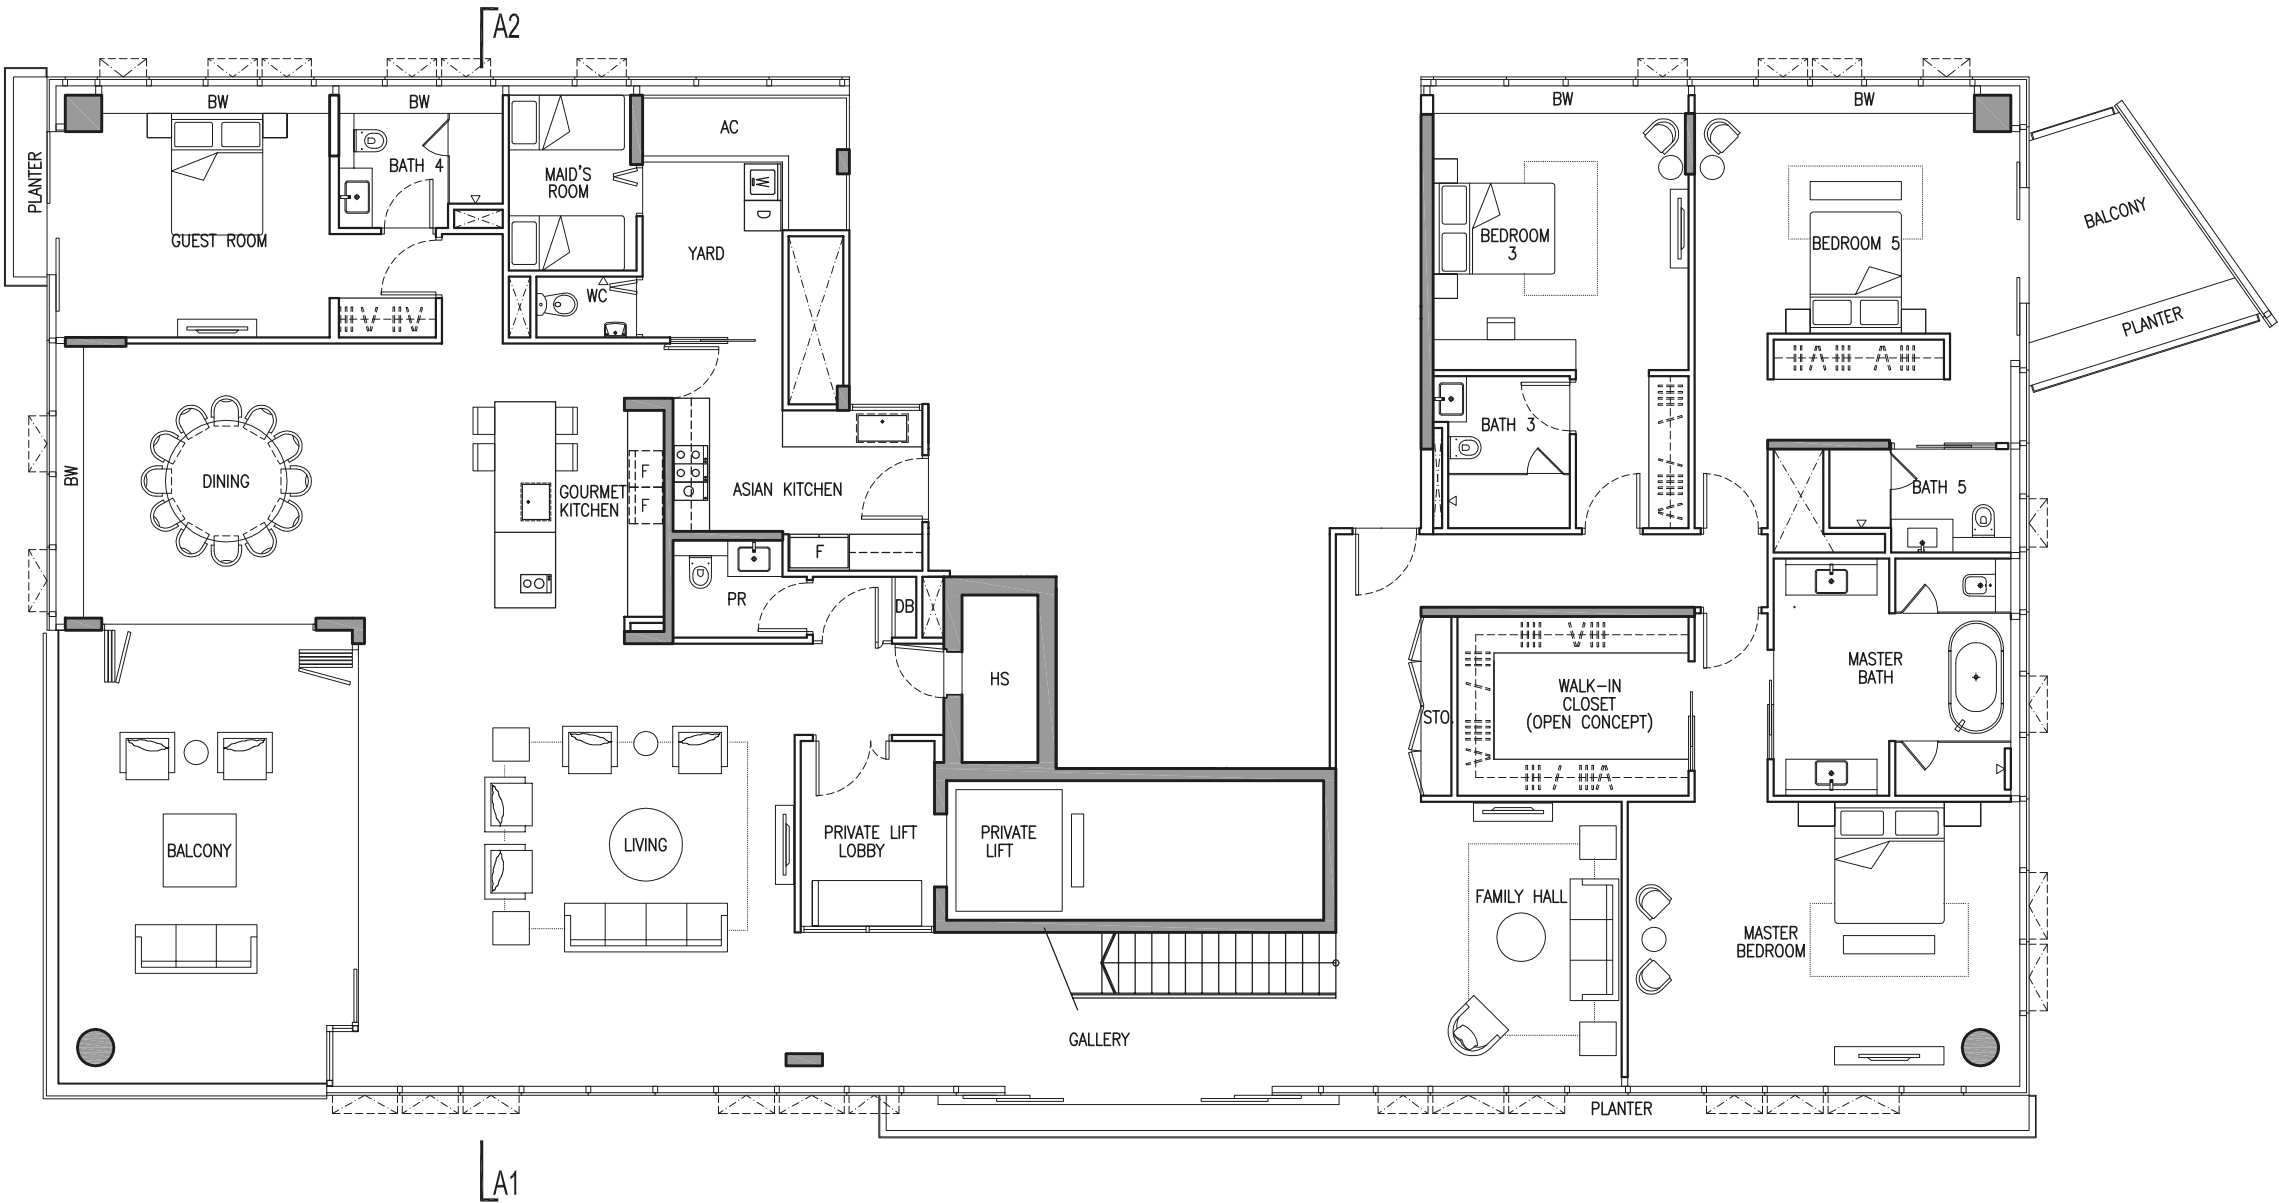 A2
BW
BW
BW
BW
AC
PLANTER
BATH 4
MAID'S
ROOM
W
D
GUEST ROOM
YARD
WC
BEDROOM
3
BEDROOM 5
BALCONY
PLANTER
BW
DINING
GOURMET
KITCHEN
F
F
ASIAN KITCHEN
F
BATH 3
BATH 5
PR
DB
HS
STO.
WALK-IN
CLOSET
(OPEN CONCEPT)
MASTER
BATH
BALCONY
LIVING
PRIVATE LIFT
LOBBY
PRIVATE
LIFT
FAMILY HALL
MASTER
BEDROOM
GALLERY
PLANTER
A1